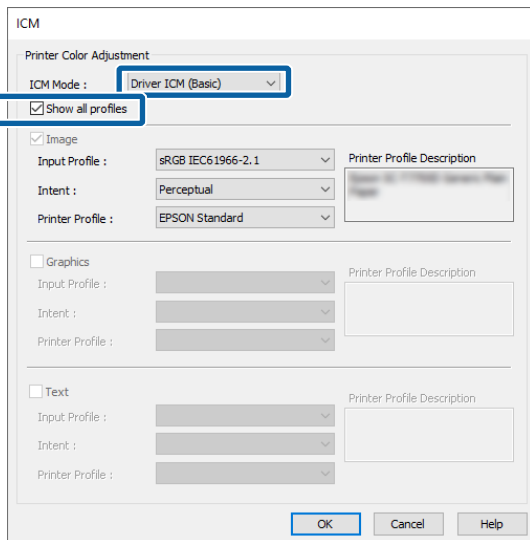 ICM
Printer Color Adjustment
ICM Mode : Driver ICM (Basic)
Show all profiles
Image
Input Profile : sRGB IEC61966-2.1 Printer Profile Description
Intent : Perceptual
Printer Profile : EPSON Standard
Graphics
Input Profile : Printer Profile Description
Intent :
Printer Profile :
Text
Input Profile : Printer Profile Description
Intent :
Printer Profile :
OK Cancel Help